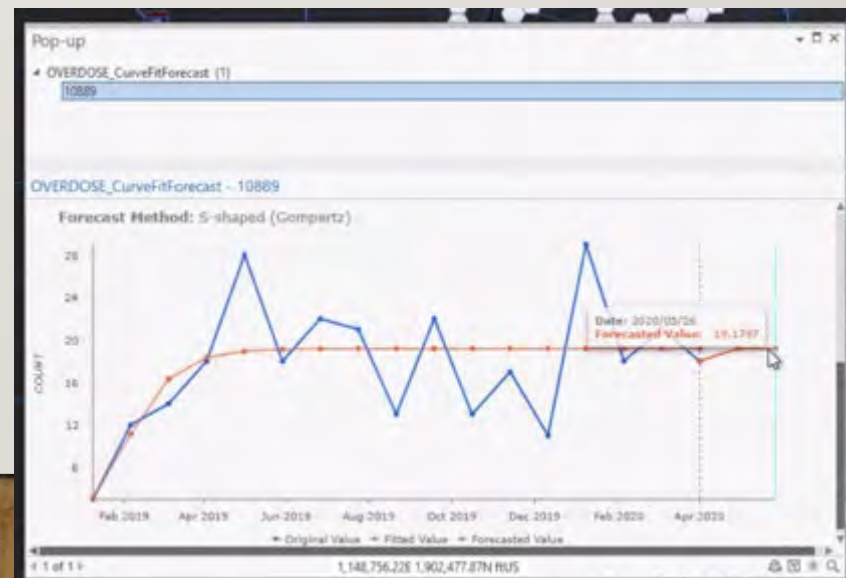 Pop-up
OVERDOSE_CurveFitForecast (1)
10889
OVERDOSE_CurveFitForecast - 10889
Forecast Method: S-shaped (Gompertz)
28
24
20
16
12
8
COUNT
Date: 2020/05/26
Forecasted Value: 19.1797
Feb 2019 Apr 2019 Jun 2019 Aug 2019 Oct 2019 Dec 2019 Feb 2020 Apr 2020
Original Value Fitted Value Forecasted Value
1 of 1
1,148,756.22E 1,902,477.87N ftUS